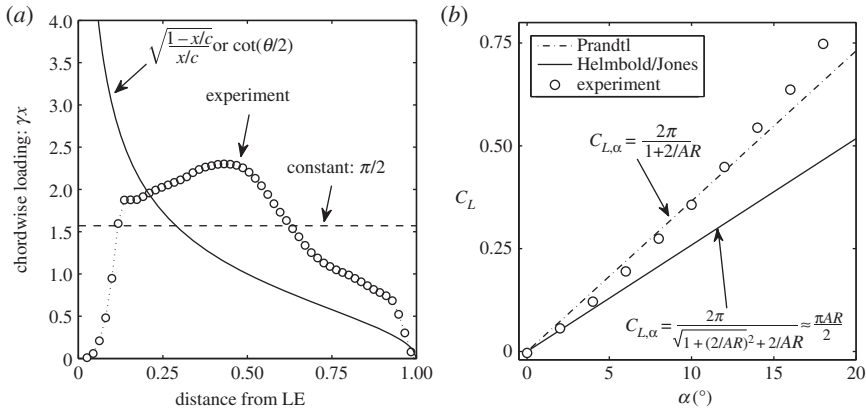 (a)
4.0
3.5
3.0
2.5
2.0
1.5
1.0
0.5
0
chordwise loading: γx
√((1 – x/c)/(x/c)) or cot(θ/2)
experiment
constant: π/2
0
0.25
0.50
0.75
1.00
distance from LE
(b)
0.75
0.50
0.25
0
C_L
Prandtl
Helmbold/Jones
experiment
C_{L,α} = 2π/(1+2/AR)
C_{L,α} = 2π/(√(1 + (2/AR)²) + 2/AR) ≈ πAR/2
0
5
10
15
20
α(°)